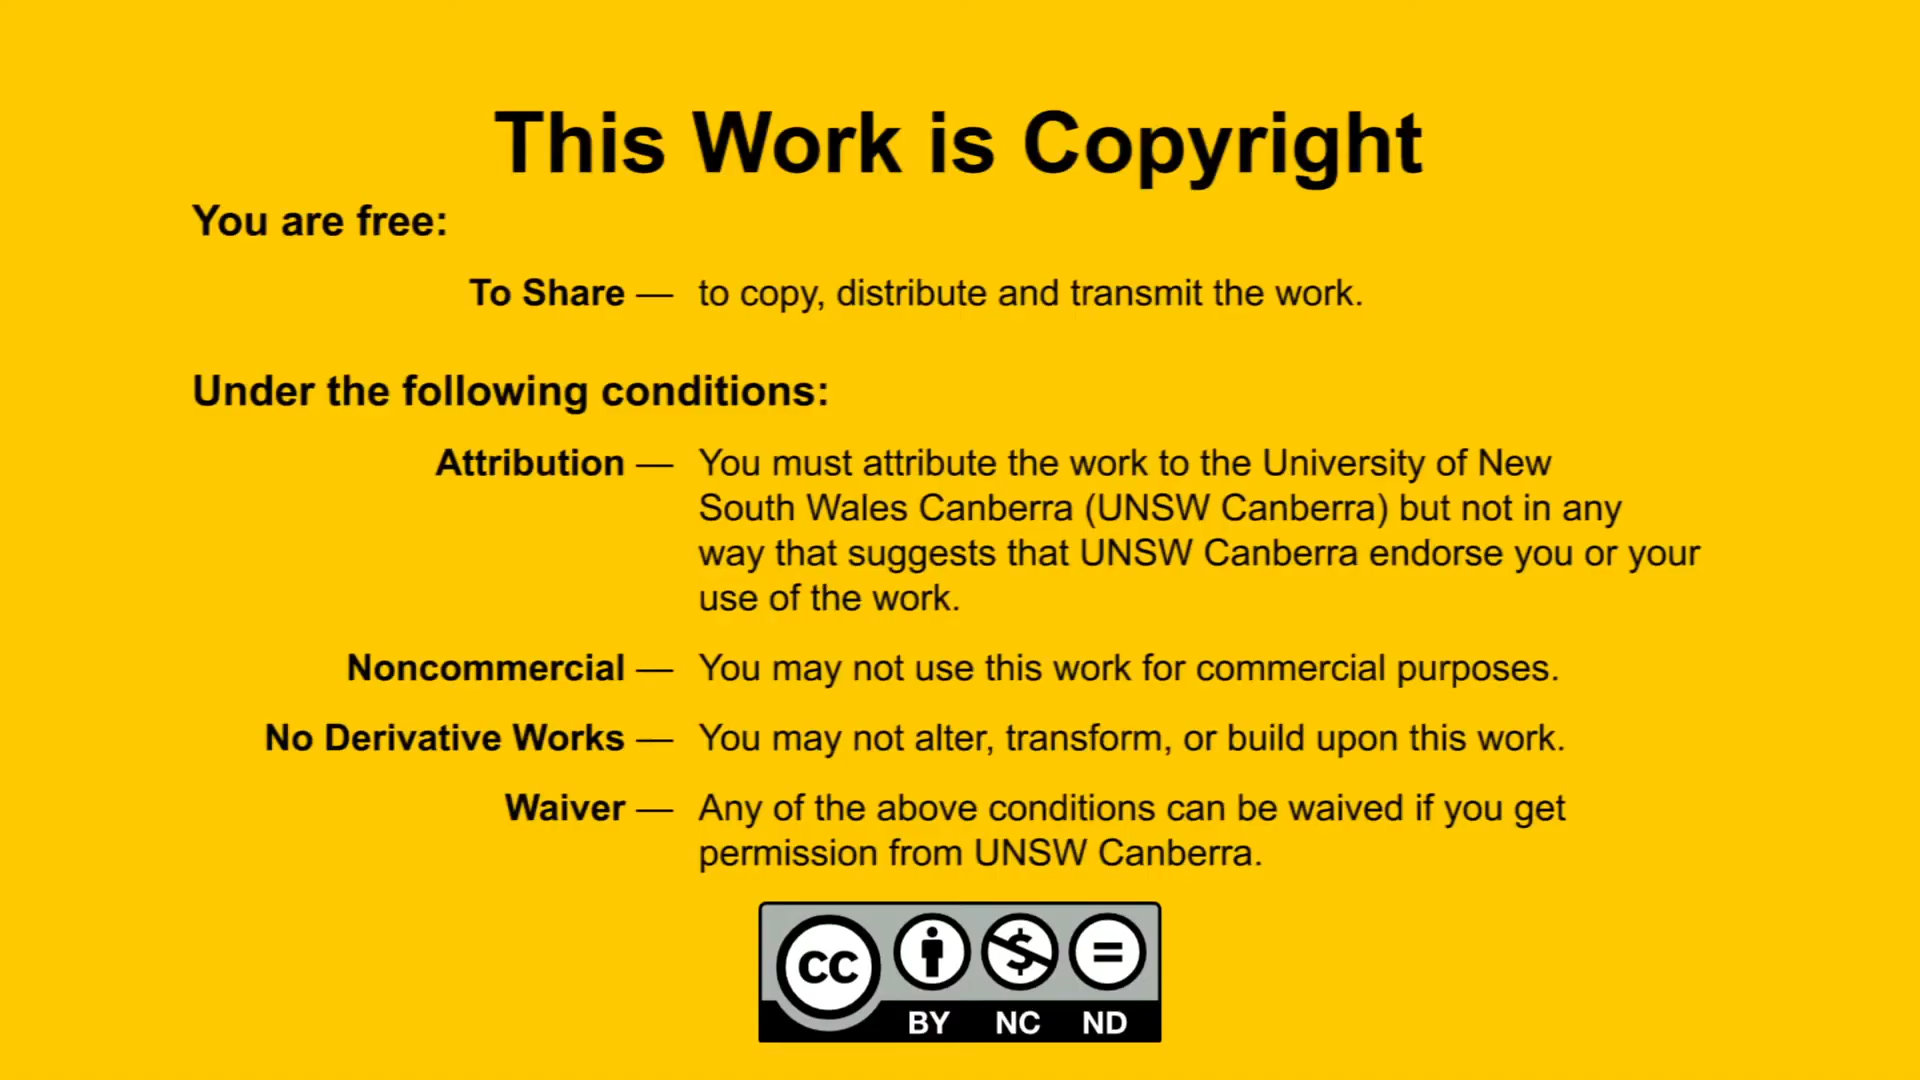 This Work is Copyright
You are free:
To Share — to copy, distribute and transmit the work.
Under the following conditions:
Attribution — You must attribute the work to the University of New
South Wales Canberra (UNSW Canberra) but not in any
way that suggests that UNSW Canberra endorse you or your
use of the work.
Noncommercial — You may not use this work for commercial purposes.
No Derivative Works — You may not alter, transform, or build upon this work.
Waiver — Any of the above conditions can be waived if you get
permission from UNSW Canberra.
cc $ =
BY NC ND